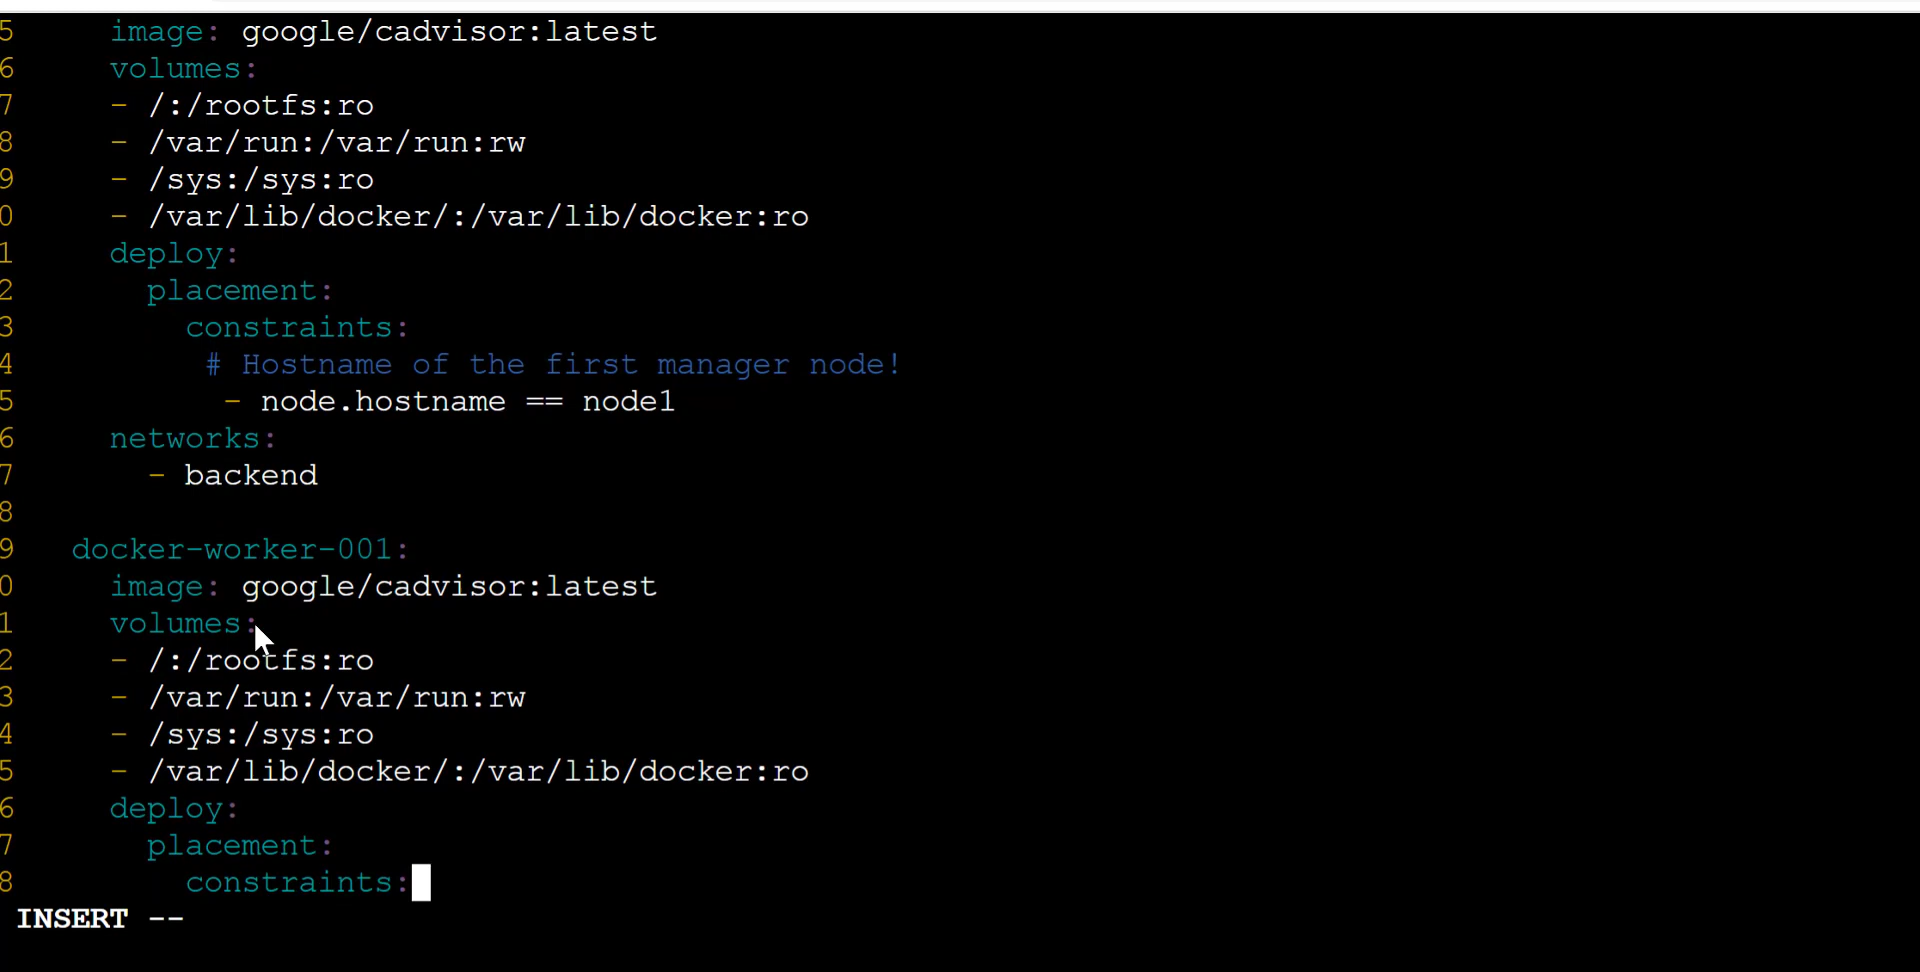 5 image: google/cadvisor:latest
6 volumes:
7 - /:/rootfs:ro
8 - /var/run:/var/run:rw
9 - /sys:/sys:ro
0 - /var/lib/docker/:/var/lib/docker:ro
1 deploy:
2 placement:
3 constraints:
4 # Hostname of the first manager node!
5 - node.hostname == node1
6 networks:
7 - backend
8
9 docker-worker-001:
0 image: google/cadvisor:latest
1 volumes:
2 - /:/rootfs:ro
3 - /var/run:/var/run:rw
4 - /sys:/sys:ro
5 - /var/lib/docker/:/var/lib/docker:ro
6 deploy:
7 placement:
8 constraints:
INSERT --